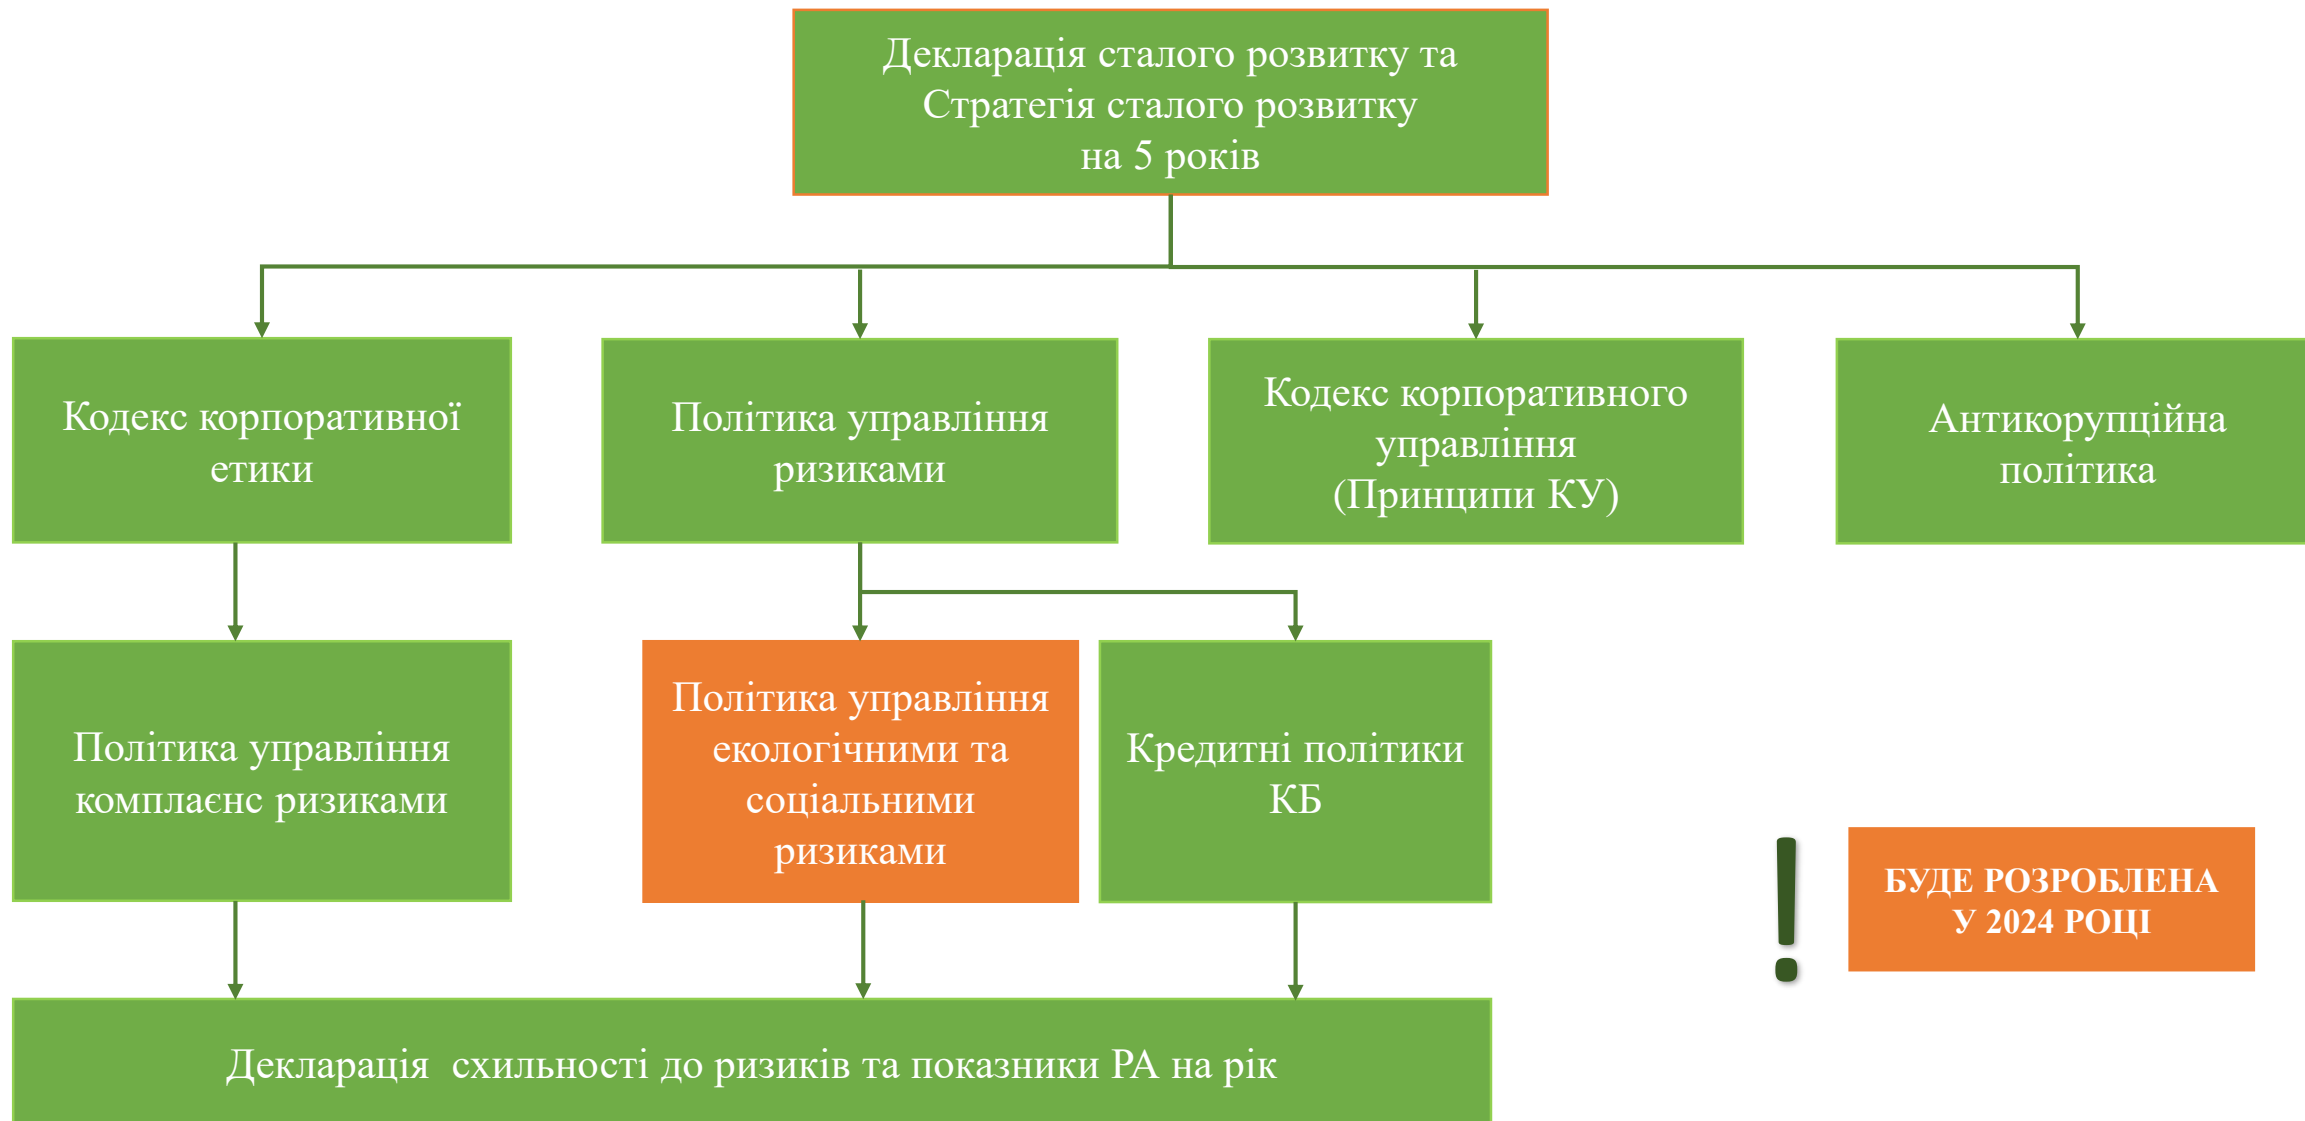 Декларація сталого розвитку та
Стратегія сталого розвитку
на 5 років
Кодекс корпоративної
етики
Політика управління
ризиками
Кодекс корпоративного
управління
(Принципи КУ)
Антикорупційна
політика
Політика управління
комплаєнс ризиками
Політика управління
екологічними та
соціальними
ризиками
Кредитні політики
КБ
!
БУДЕ РОЗРОБЛЕНА
У 2024 РОЦІ
Декларація  схильності до ризиків та показники РА на рік